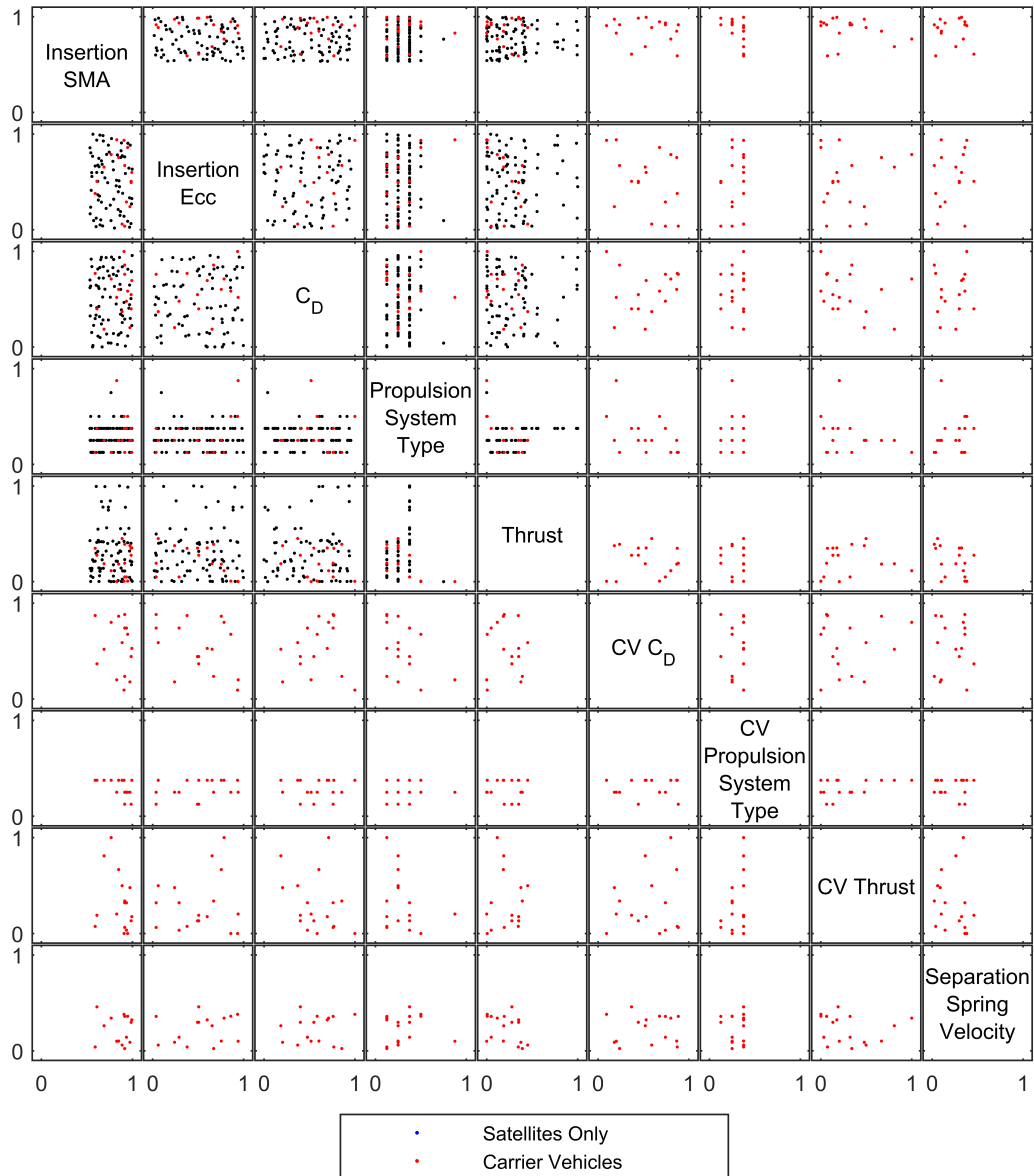 Insertion
SMA
1
0
Insertion
Ecc
1
0
C_D
1
0
Propulsion
System
Type
1
0
Thrust
1
0
CV C_D
1
0
CV
Propulsion
System
Type
1
0
CV Thrust
1
0
Separation
Spring
Velocity
1
0
0 1 0 1 0 1 0 1 0 1 0 1 0 1 0 1 0 1
Satellites Only
Carrier Vehicles